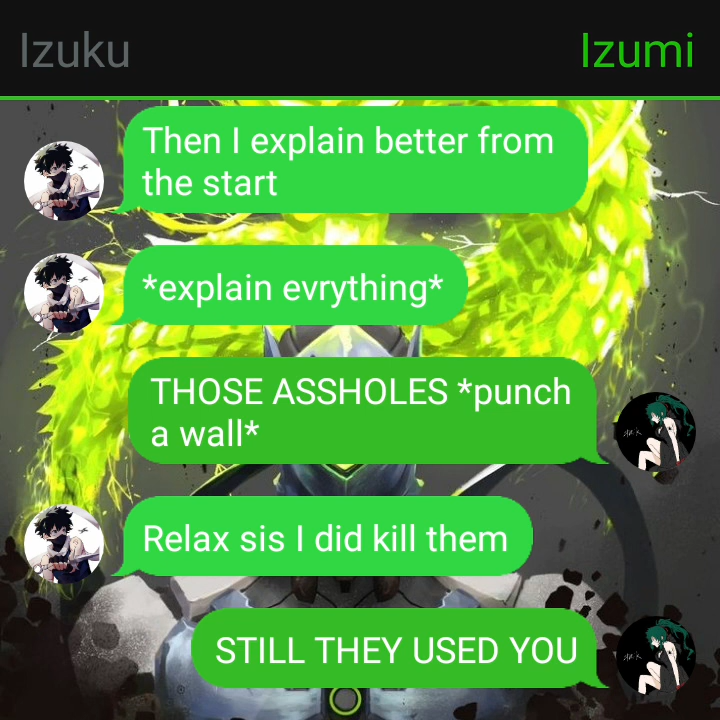 Izuku
Izumi
Then I explain better from
the start
*explain evrything*
THOSE ASSHOLES *punch
a wall*
Relax sis I did kill them
STILL THEY USED YOU